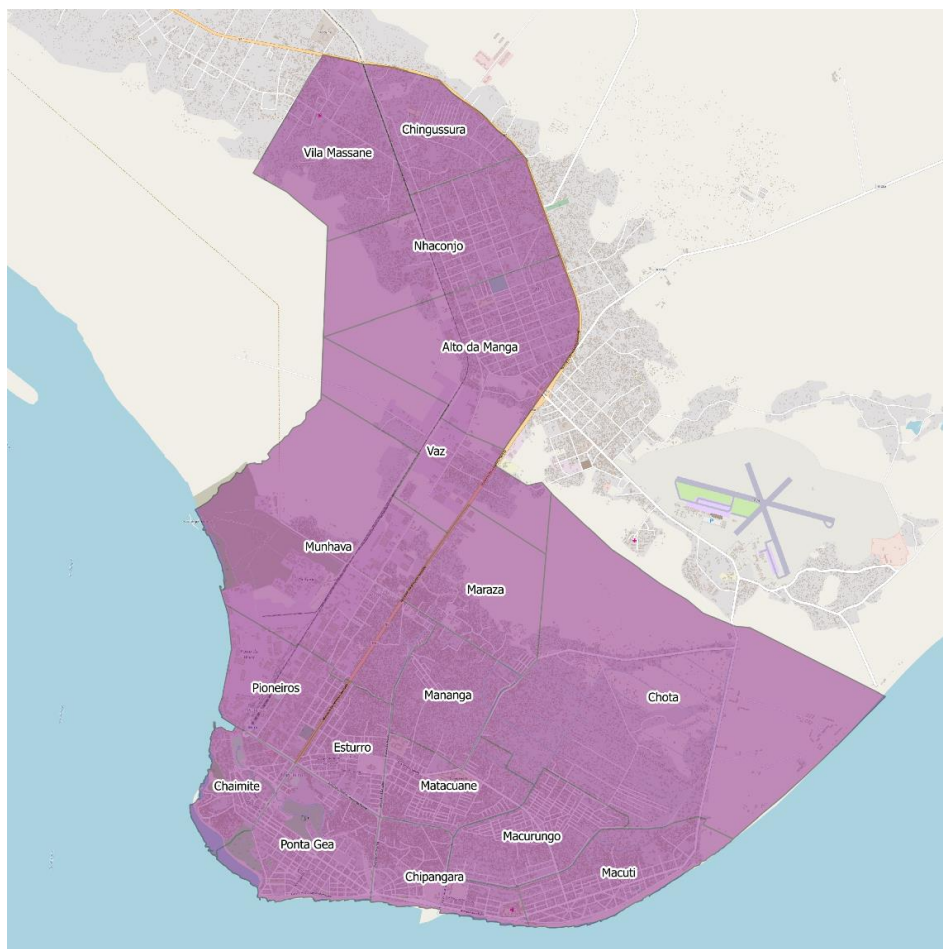 Chingussura
Vila Massane
Nhaconjo
Alto da Manga
Vaz
Munhava
Maraza
Pioneiros
Mananga
Chota
Esturro
Chaimite
Matacuane
Ponta Gea
Macurungo
Chipangara
Macuti